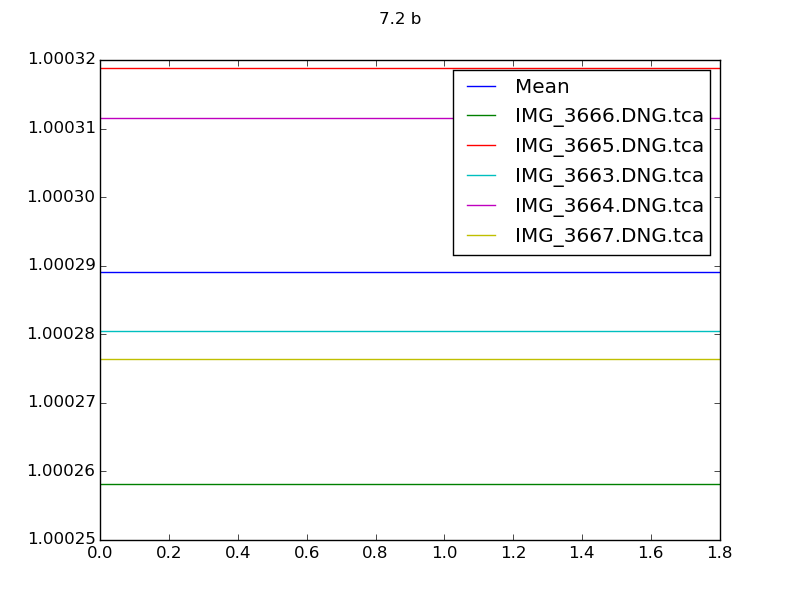 7.2 b
1.00032
1.00031
1.00030
1.00029
1.00028
1.00027
1.00026
1.00025
Mean
IMG_3666.DNG.tca
IMG_3665.DNG.tca
IMG_3663.DNG.tca
IMG_3664.DNG.tca
IMG_3667.DNG.tca
0.0 0.2 0.4 0.6 0.8 1.0 1.2 1.4 1.6 1.8